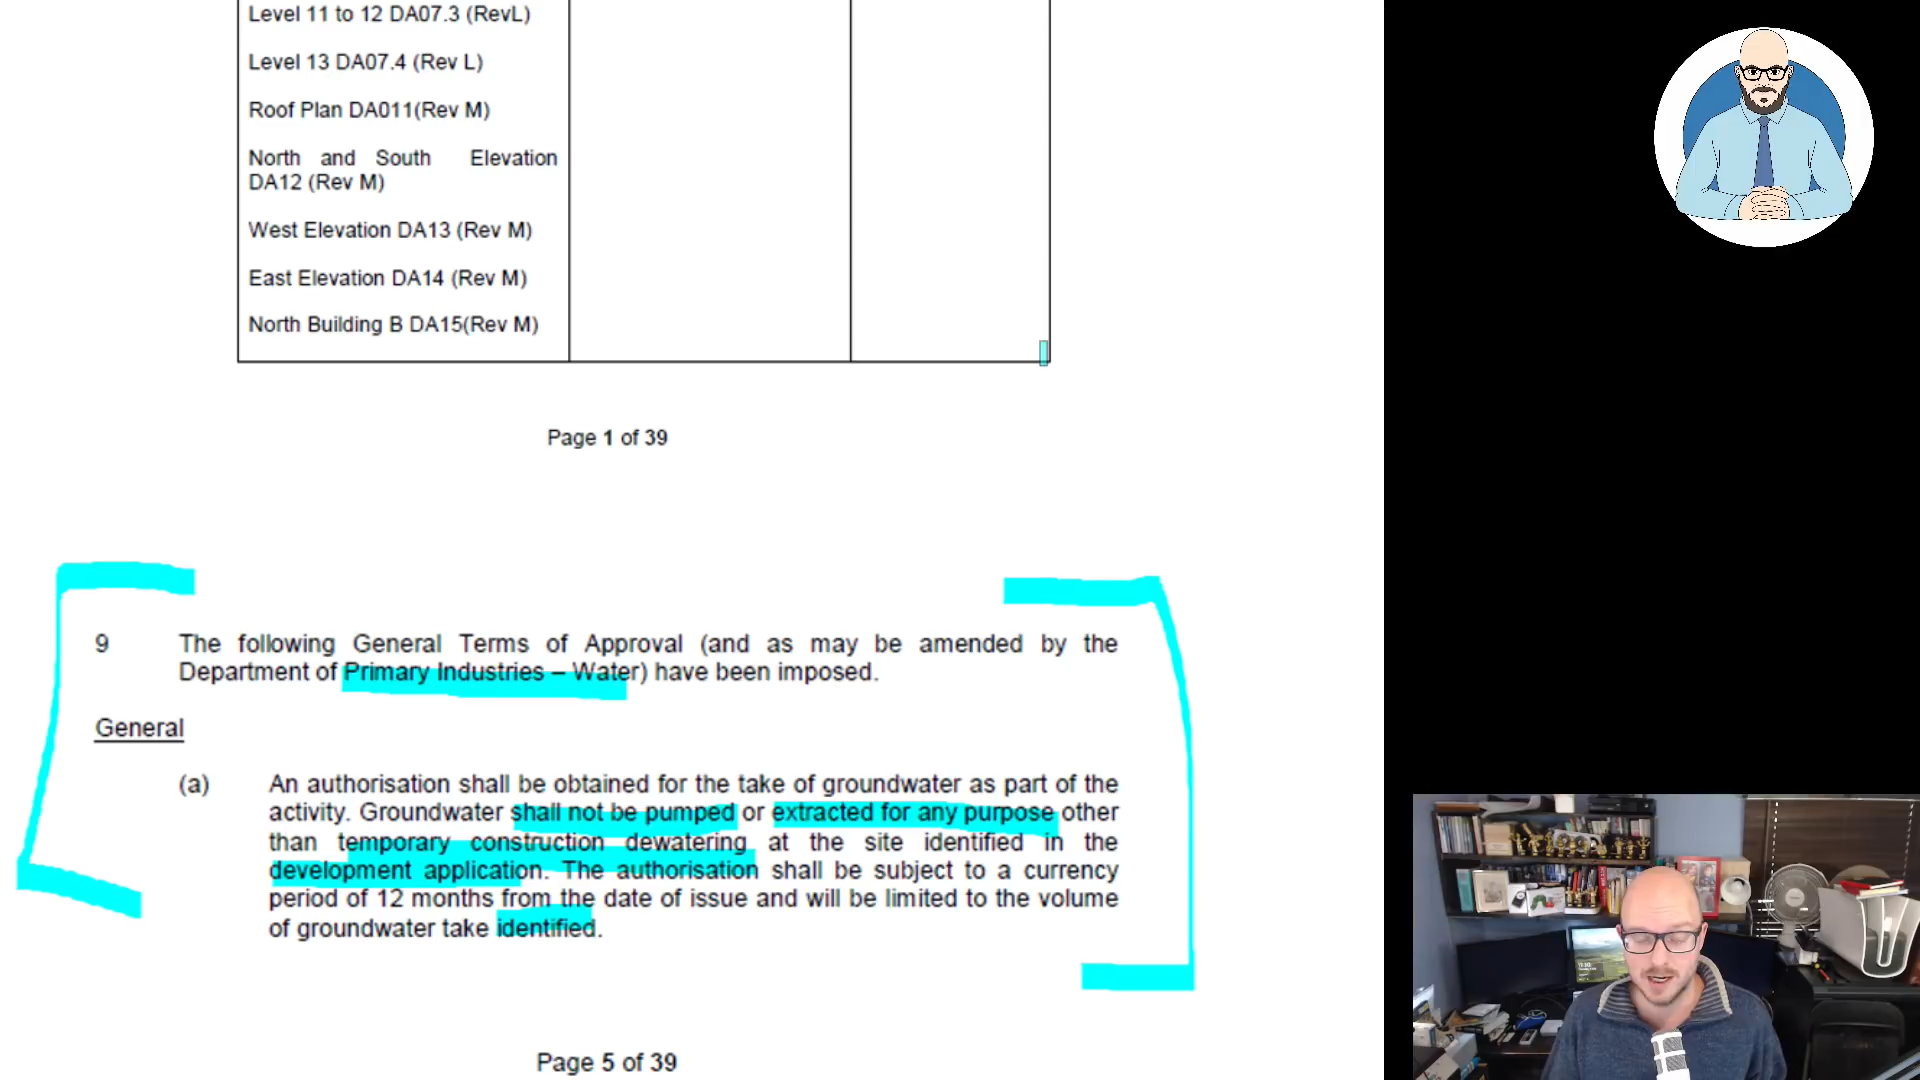 Level 11 to 12 DA07.3 (RevL)
Level 13 DA07.4 (Rev L)
Roof Plan DA011(Rev M)
North and South Elevation
DA12 (Rev M)
West Elevation DA13 (Rev M)
East Elevation DA14 (Rev M)
North Building B DA15(Rev M)
Page 1 of 39
9 The following General Terms of Approval (and as may be amended by the
Department of Primary Industries – Water) have been imposed.
General
(a) An authorisation shall be obtained for the take of groundwater as part of the
activity. Groundwater shall not be pumped or extracted for any purpose other
than temporary construction dewatering at the site identified in the
development application. The authorisation shall be subject to a currency
period of 12 months from the date of issue and will be limited to the volume
of groundwater take identified.
Page 5 of 39